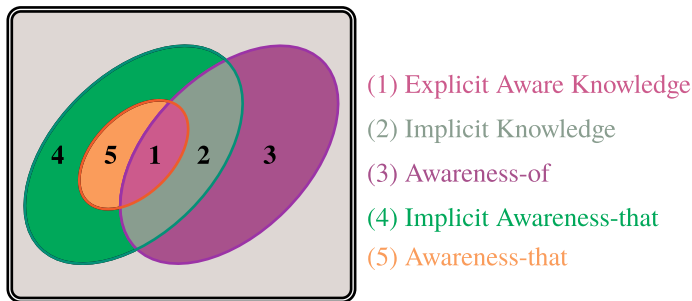 4 5 1 2 3
(1) Explicit Aware Knowledge
(2) Implicit Knowledge
(3) Awareness-of
(4) Implicit Awareness-that
(5) Awareness-that